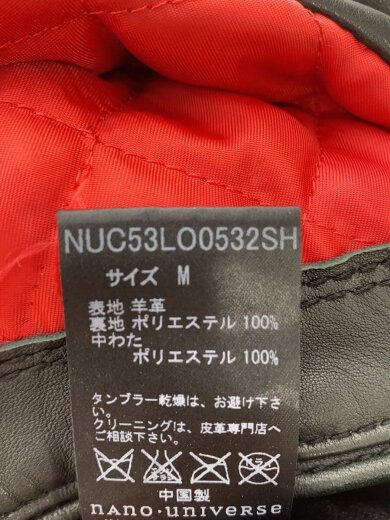 NUC53LO0532SH
サイズ M
表地 羊革
裏地 ポリエステル 100%
中わた
ポリエステル 100%
タンブラー乾燥は、お避け下さ
い。
クリーニングは、皮革専門店へ
ご相談下さい。
中国製
nano・universe